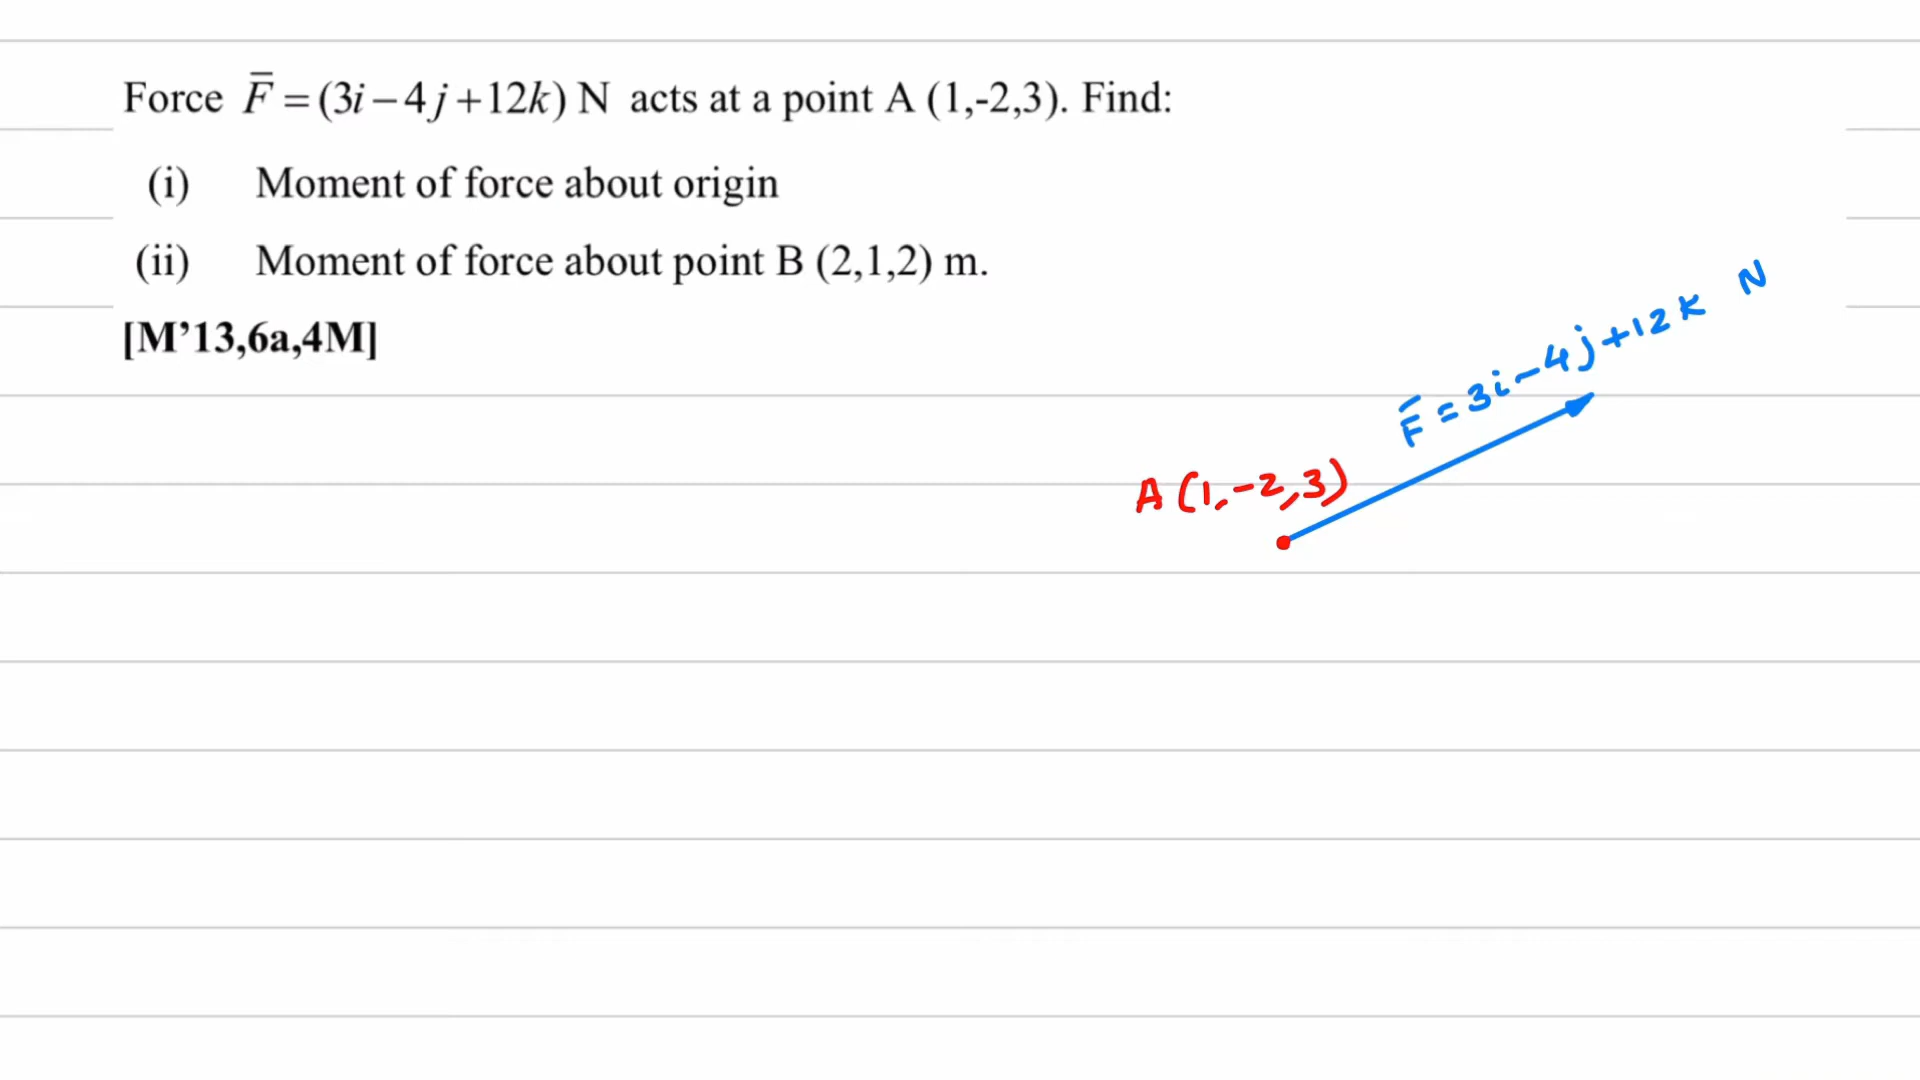 Force F̅ = (3i − 4j + 12k) N acts at a point A (1,-2,3). Find:
(i) Moment of force about origin
(ii) Moment of force about point B (2,1,2) m.
[M’13,6a,4M]
F̅ = 3i − 4j + 12k N
A (1, −2, 3)